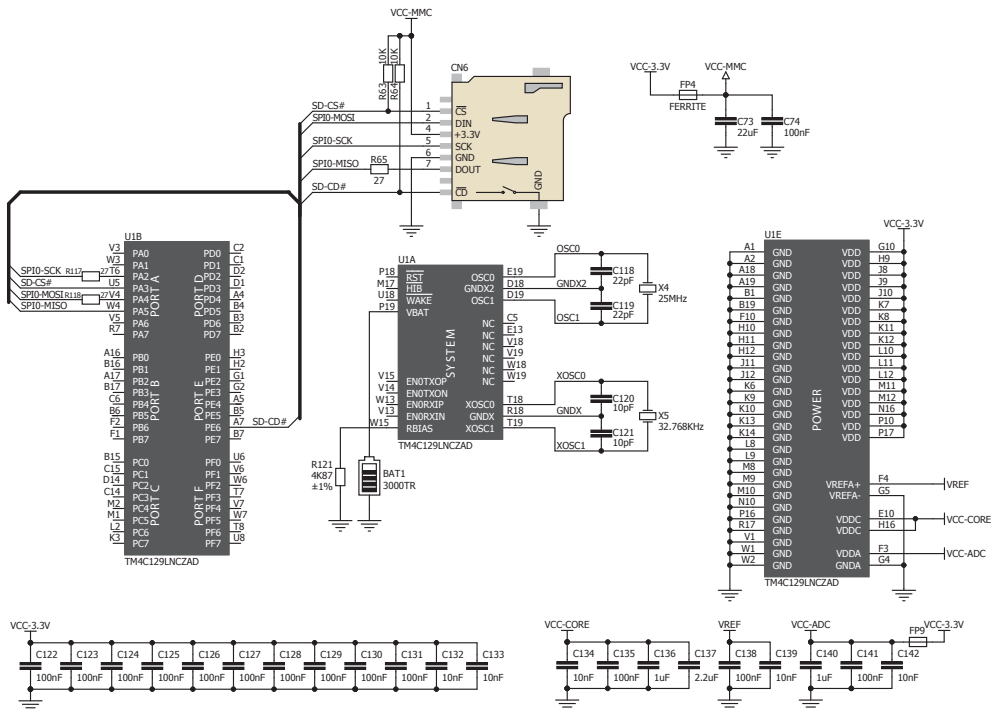 VCC-MMC
R63 10K
R64 10K
CN6
SD-CS# 1 CS
SPI0-MOSI 2 DIN
4 +3.3V
SPI0-SCK 5 SCK
6 GND
SPI0-MISO R65 27 7 DOUT
SD-CD# CD
GND
VCC-3.3V
FP4
FERRITE
VCC-MMC
C73
22uF
C74
100nF
U1B
PORT A
V3 PA0
W3 PA1
SPI0-SCK R117 27 T6 PA2
SD-CS# U5 PA3
SPI0-MOSI R118 27 V4 PA4
SPI0-MISO W4 PA5
V5 PA6
R7 PA7
PORT D
PD0 C2
PD1 C1
PD2 D2
PD3 D1
PD4 A4
PD5 B4
PD6 B3
PD7 B2
PORT B
A16 PB0
B16 PB1
A17 PB2
B17 PB3
C6 PB4
B6 PB5
F2 PB6
F1 PB7
PORT E
PE0 H3
PE1 H2
PE2 G1
PE3 G2
PE4 A5
PE5 B5
PE6 A7 SD-CD#
PE7 B7
PORT C
B15 PC0
C15 PC1
D14 PC2
C14 PC3
M2 PC4
M1 PC5
L2 PC6
K3 PC7
PORT F
PF0 U6
PF1 V6
PF2 W6
PF3 T7
PF4 V7
PF5 W7
PF6 T8
PF7 U8
TM4C129LNCZAD
U1A
SYSTEM
P18 RST
M17 HIB
U18 WAKE
P19 VBAT
V15 EN0TXOP
V14 EN0TXON
W13 EN0RXIP
V13 EN0RXIN
W15 RBIAS
OSC0 E19 OSC0
GNDX2 D18 GNDX2
OSC1 D19 OSC1
NC C5
NC E13
NC V18
NC V19
NC W18
NC W19
XOSC0 T18 XOSC0
GNDX R18 GNDX
XOSC1 T19 XOSC1
TM4C129LNCZAD
C118
22pF
C119
22pF
X4
25MHz
C120
10pF
C121
10pF
X5
32.768KHz
R121
4K87
±1%
BAT1
3000TR
U1E
POWER
A1 GND
A2 GND
A18 GND
A19 GND
B1 GND
B19 GND
F10 GND
H10 GND
H11 GND
H12 GND
J11 GND
J12 GND
K6 GND
K9 GND
K10 GND
K13 GND
K14 GND
L8 GND
L9 GND
M8 GND
M9 GND
M10 GND
N10 GND
P16 GND
R17 GND
V1 GND
W1 GND
W2 GND
VCC-3.3V
VDD G10
VDD H9
VDD J8
VDD J9
VDD J10
VDD K7
VDD K8
VDD K11
VDD K12
VDD L10
VDD L11
VDD L12
VDD M11
VDD M12
VDD N16
VDD P10
VDD P17
VREFA+ F4 VREF
VREFA- G5
VDDC E10
VDDC H16
VCC-CORE
VDDA F3 VCC-ADC
GNDA G4
TM4C129LNCZAD
VCC-3.3V
C122 100nF
C123 100nF
C124 100nF
C125 100nF
C126 100nF
C127 100nF
C128 100nF
C129 100nF
C130 100nF
C131 100nF
C132 10nF
C133 10nF
VCC-CORE
C134 10nF
C135 100nF
C136 1uF
C137 2.2uF
VREF
C138 100nF
C139 10nF
VCC-ADC
FP9
VCC-3.3V
C140 1uF
C141 100nF
C142 10nF